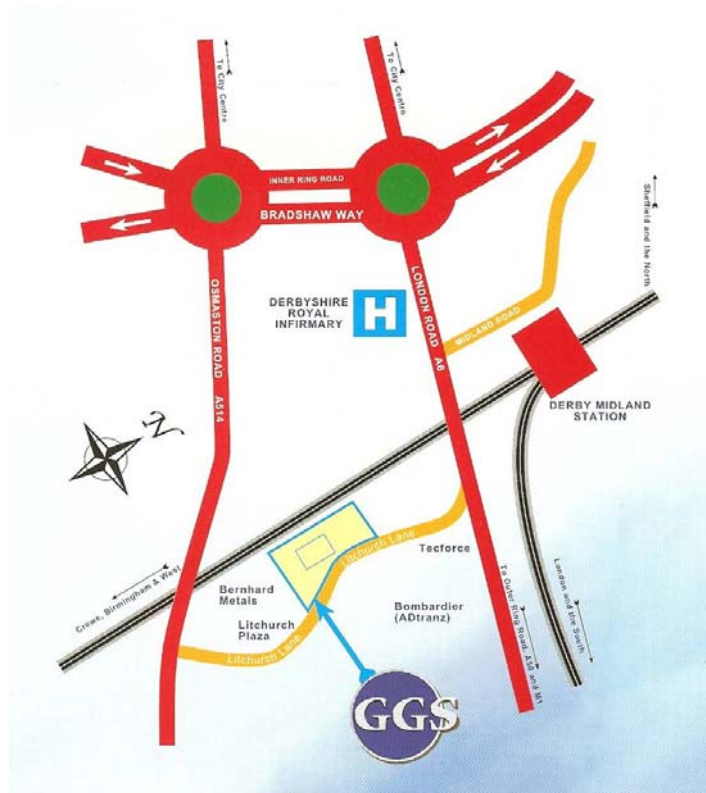 To City Centre
To City Centre
INNER RING ROAD
BRADSHAW WAY
Sheffield and the North
OSMASTON ROAD A514
DERBYSHIRE
ROYAL
INFIRMARY
H
LONDON ROAD A6
MIDLAND ROAD
DERBY MIDLAND
STATION
N
Litchurch Lane
Tecforce
Crewe, Birmingham & West
Bernhard
Metals
Bombardier
(ADtranz)
Litchurch
Plaza
Litchurch Lane
To Outer Ring Road, A50 and M1
London and the South
GGS